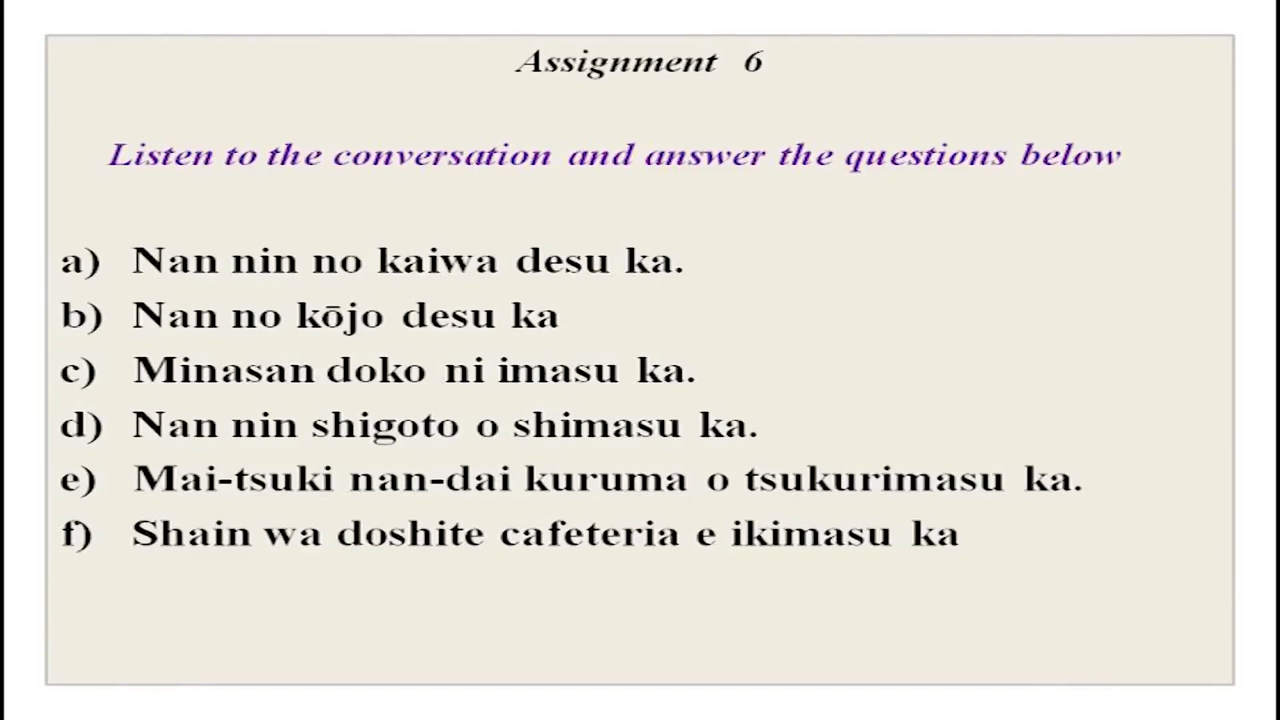 Assignment 6
Listen to the conversation and answer the questions below
a) Nan nin no kaiwa desu ka.
b) Nan no kōjo desu ka
c) Minasan doko ni imasu ka.
d) Nan nin shigoto o shimasu ka.
e) Mai-tsuki nan-dai kuruma o tsukurimasu ka.
f) Shain wa doshite cafeteria e ikimasu ka